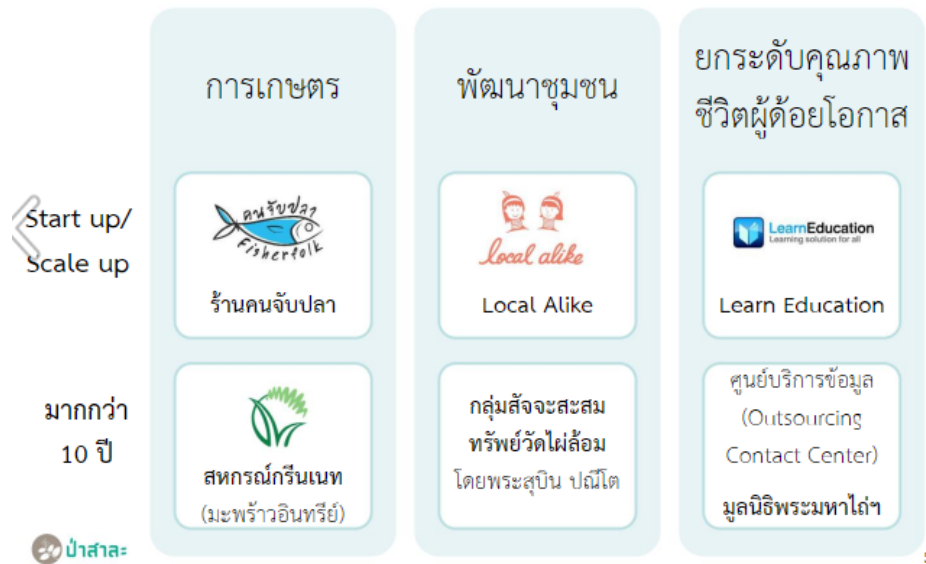 การเกษตร
พัฒนาชุมชน
ยกระดับคุณภาพ
ชีวิตผู้ด้อยโอกาส
Start up/
Scale up
คนจับปลา
Fisherfolk
ร้านคนจับปลา
local alike
Local Alike
LearnEducation
Learning solution for all
Learn Education
มากกว่า
10 ปี
สหกรณ์กรีนเนท
(มะพร้าวอินทรีย์)
กลุ่มสัจจะสะสม
ทรัพย์วัดไผ่ล้อม
โดยพระสุบิน ปณีโต
ศูนย์บริการข้อมูล
(Outsourcing
Contact Center)
มูลนิธิพระมหาไถ่ฯ
ป่าสาละ